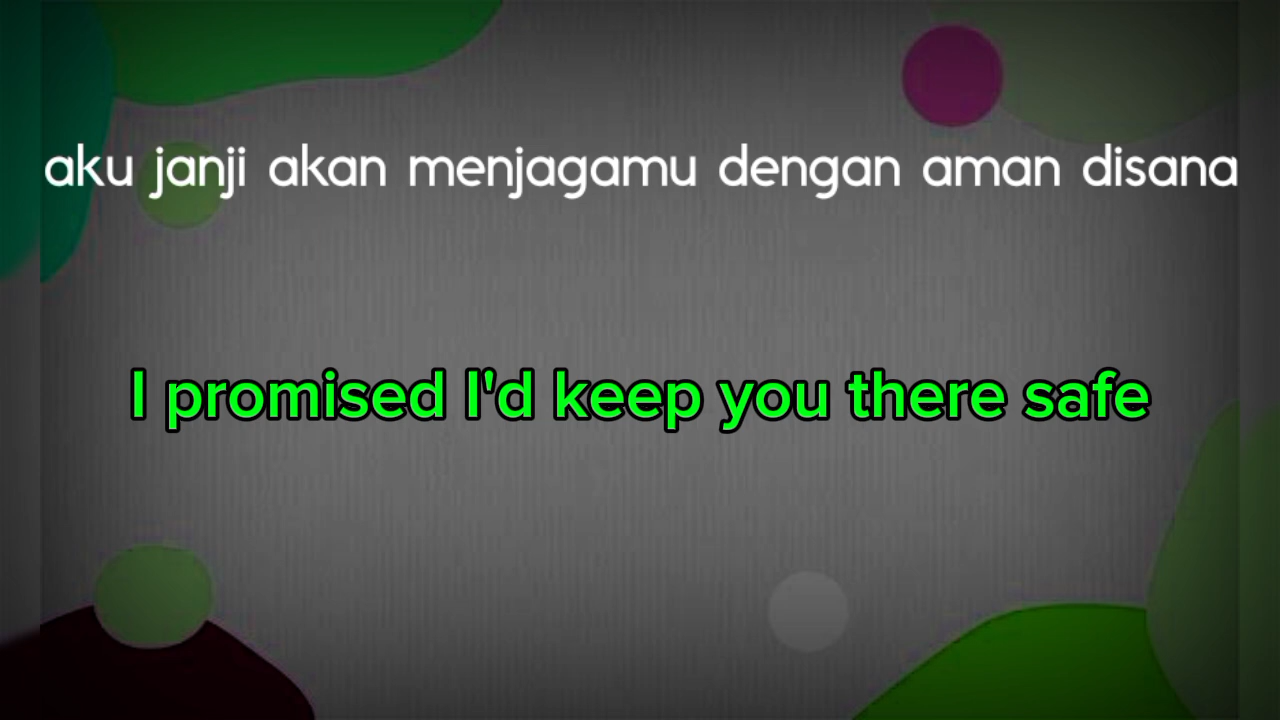 aku janji akan menjagamu dengan aman disana
I promised I'd keep you there safe